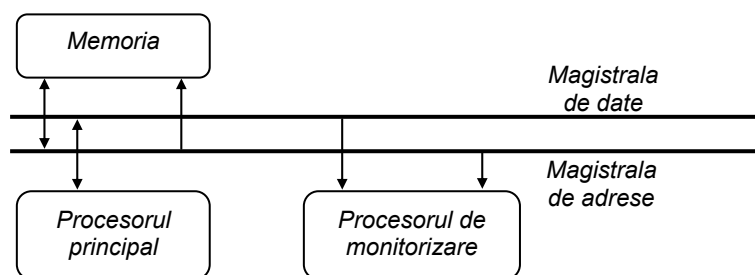 Memoria
Magistrala
de date
Magistrala
de adrese
Procesorul
principal
Procesorul de
monitorizare